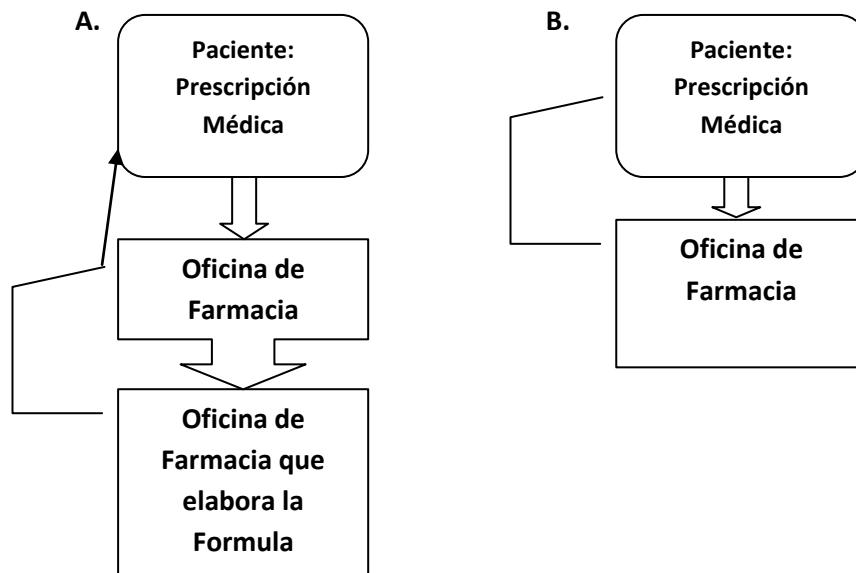 A.
Paciente:
Prescripción
Médica
Oficina de
Farmacia
Oficina de
Farmacia que
elabora la
Formula
B.
Paciente:
Prescripción
Médica
Oficina de
Farmacia